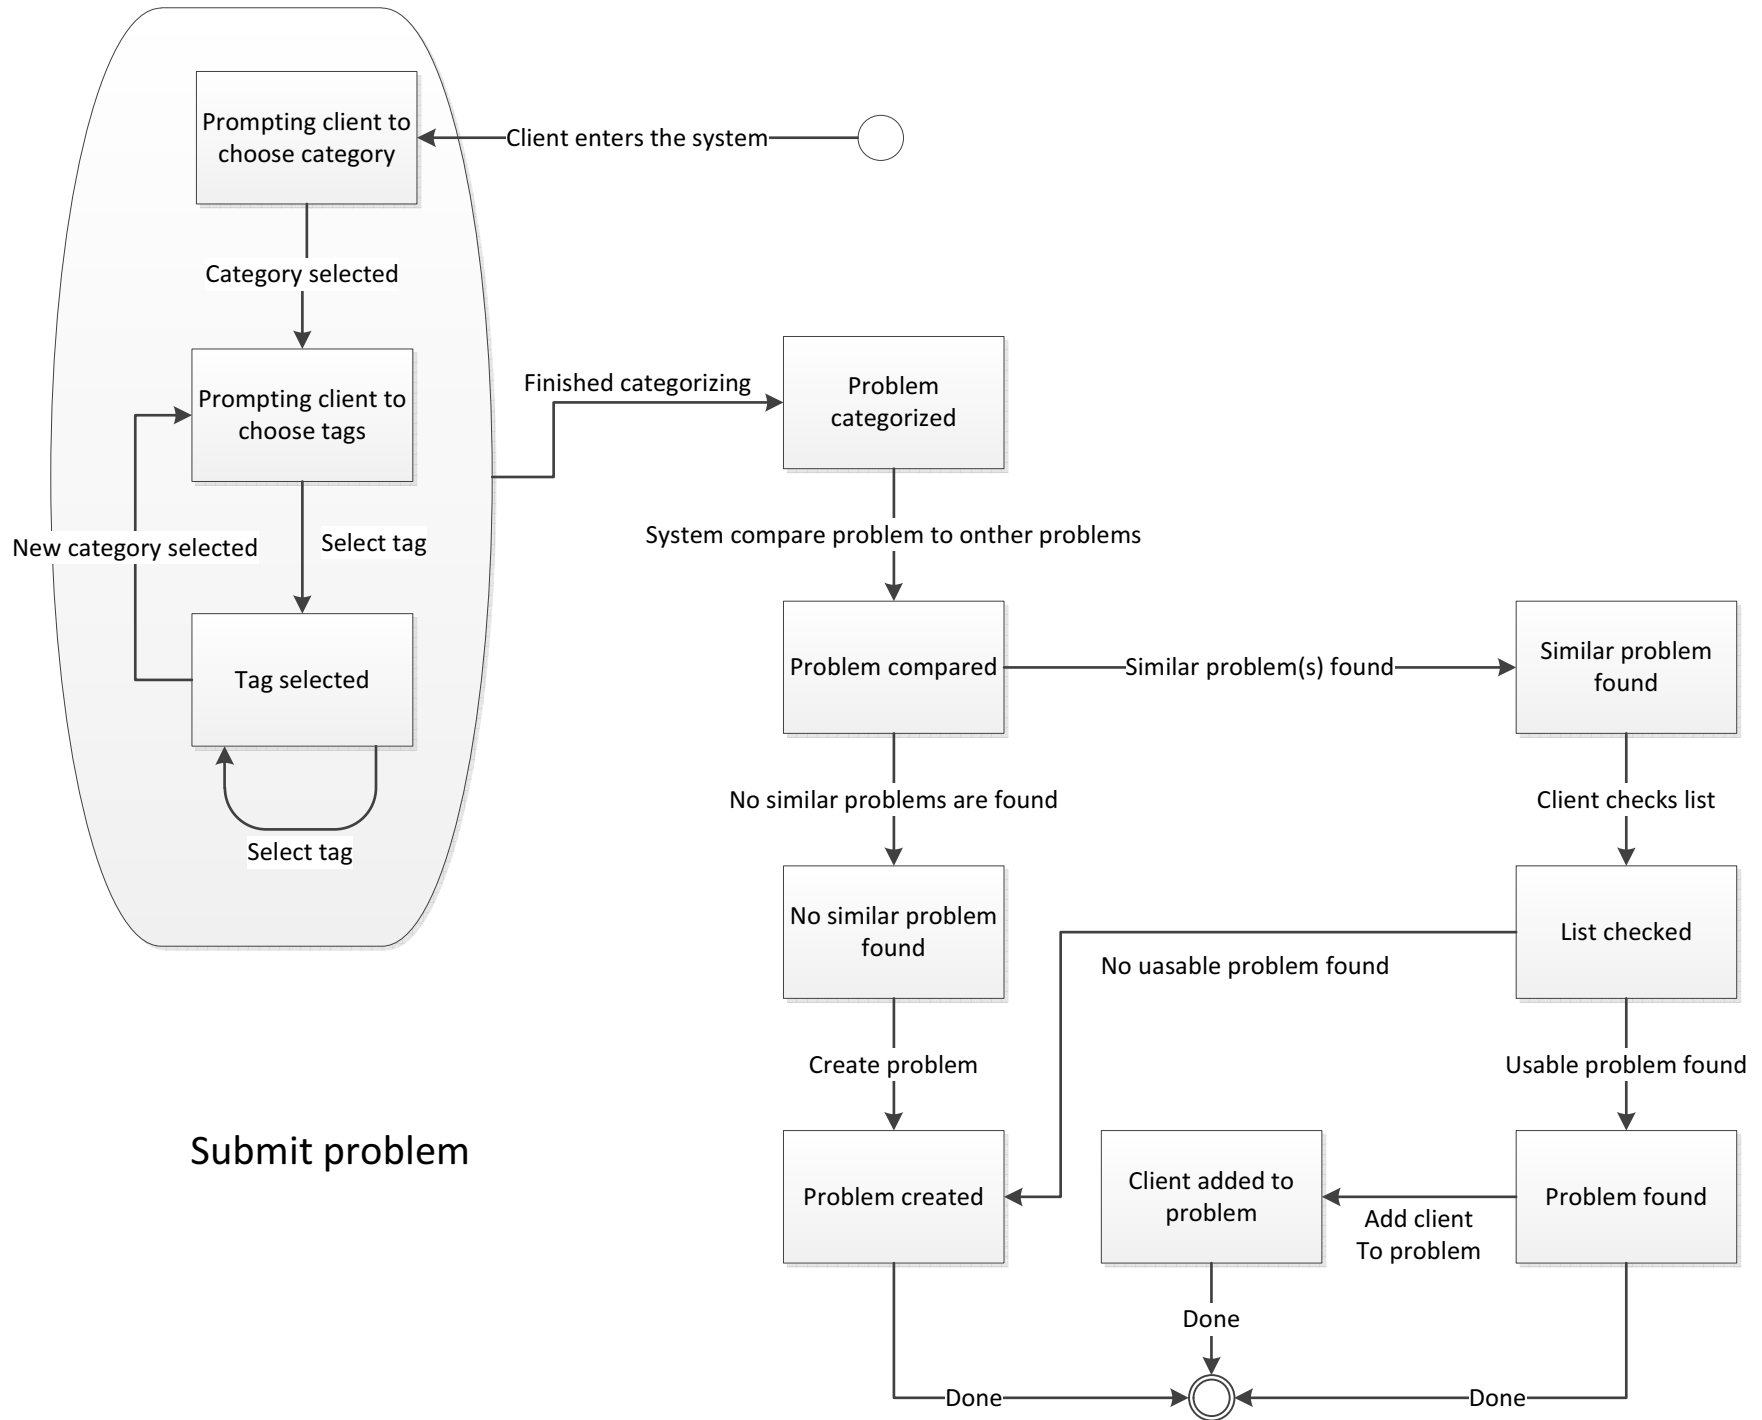 Prompting client to
choose category
Client enters the system
Category selected
Prompting client to
choose tags
Finished categorizing
Problem
categorized
New category selected
Select tag
System compare problem to onther problems
Tag selected
Problem compared
Similar problem(s) found
Similar problem
found
Select tag
No similar problems are found
Client checks list
No similar problem
found
No uasable problem found
List checked
Create problem
Usable problem found
Submit problem
Problem created
Client added to
problem
Add client
To problem
Problem found
Done
Done
Done